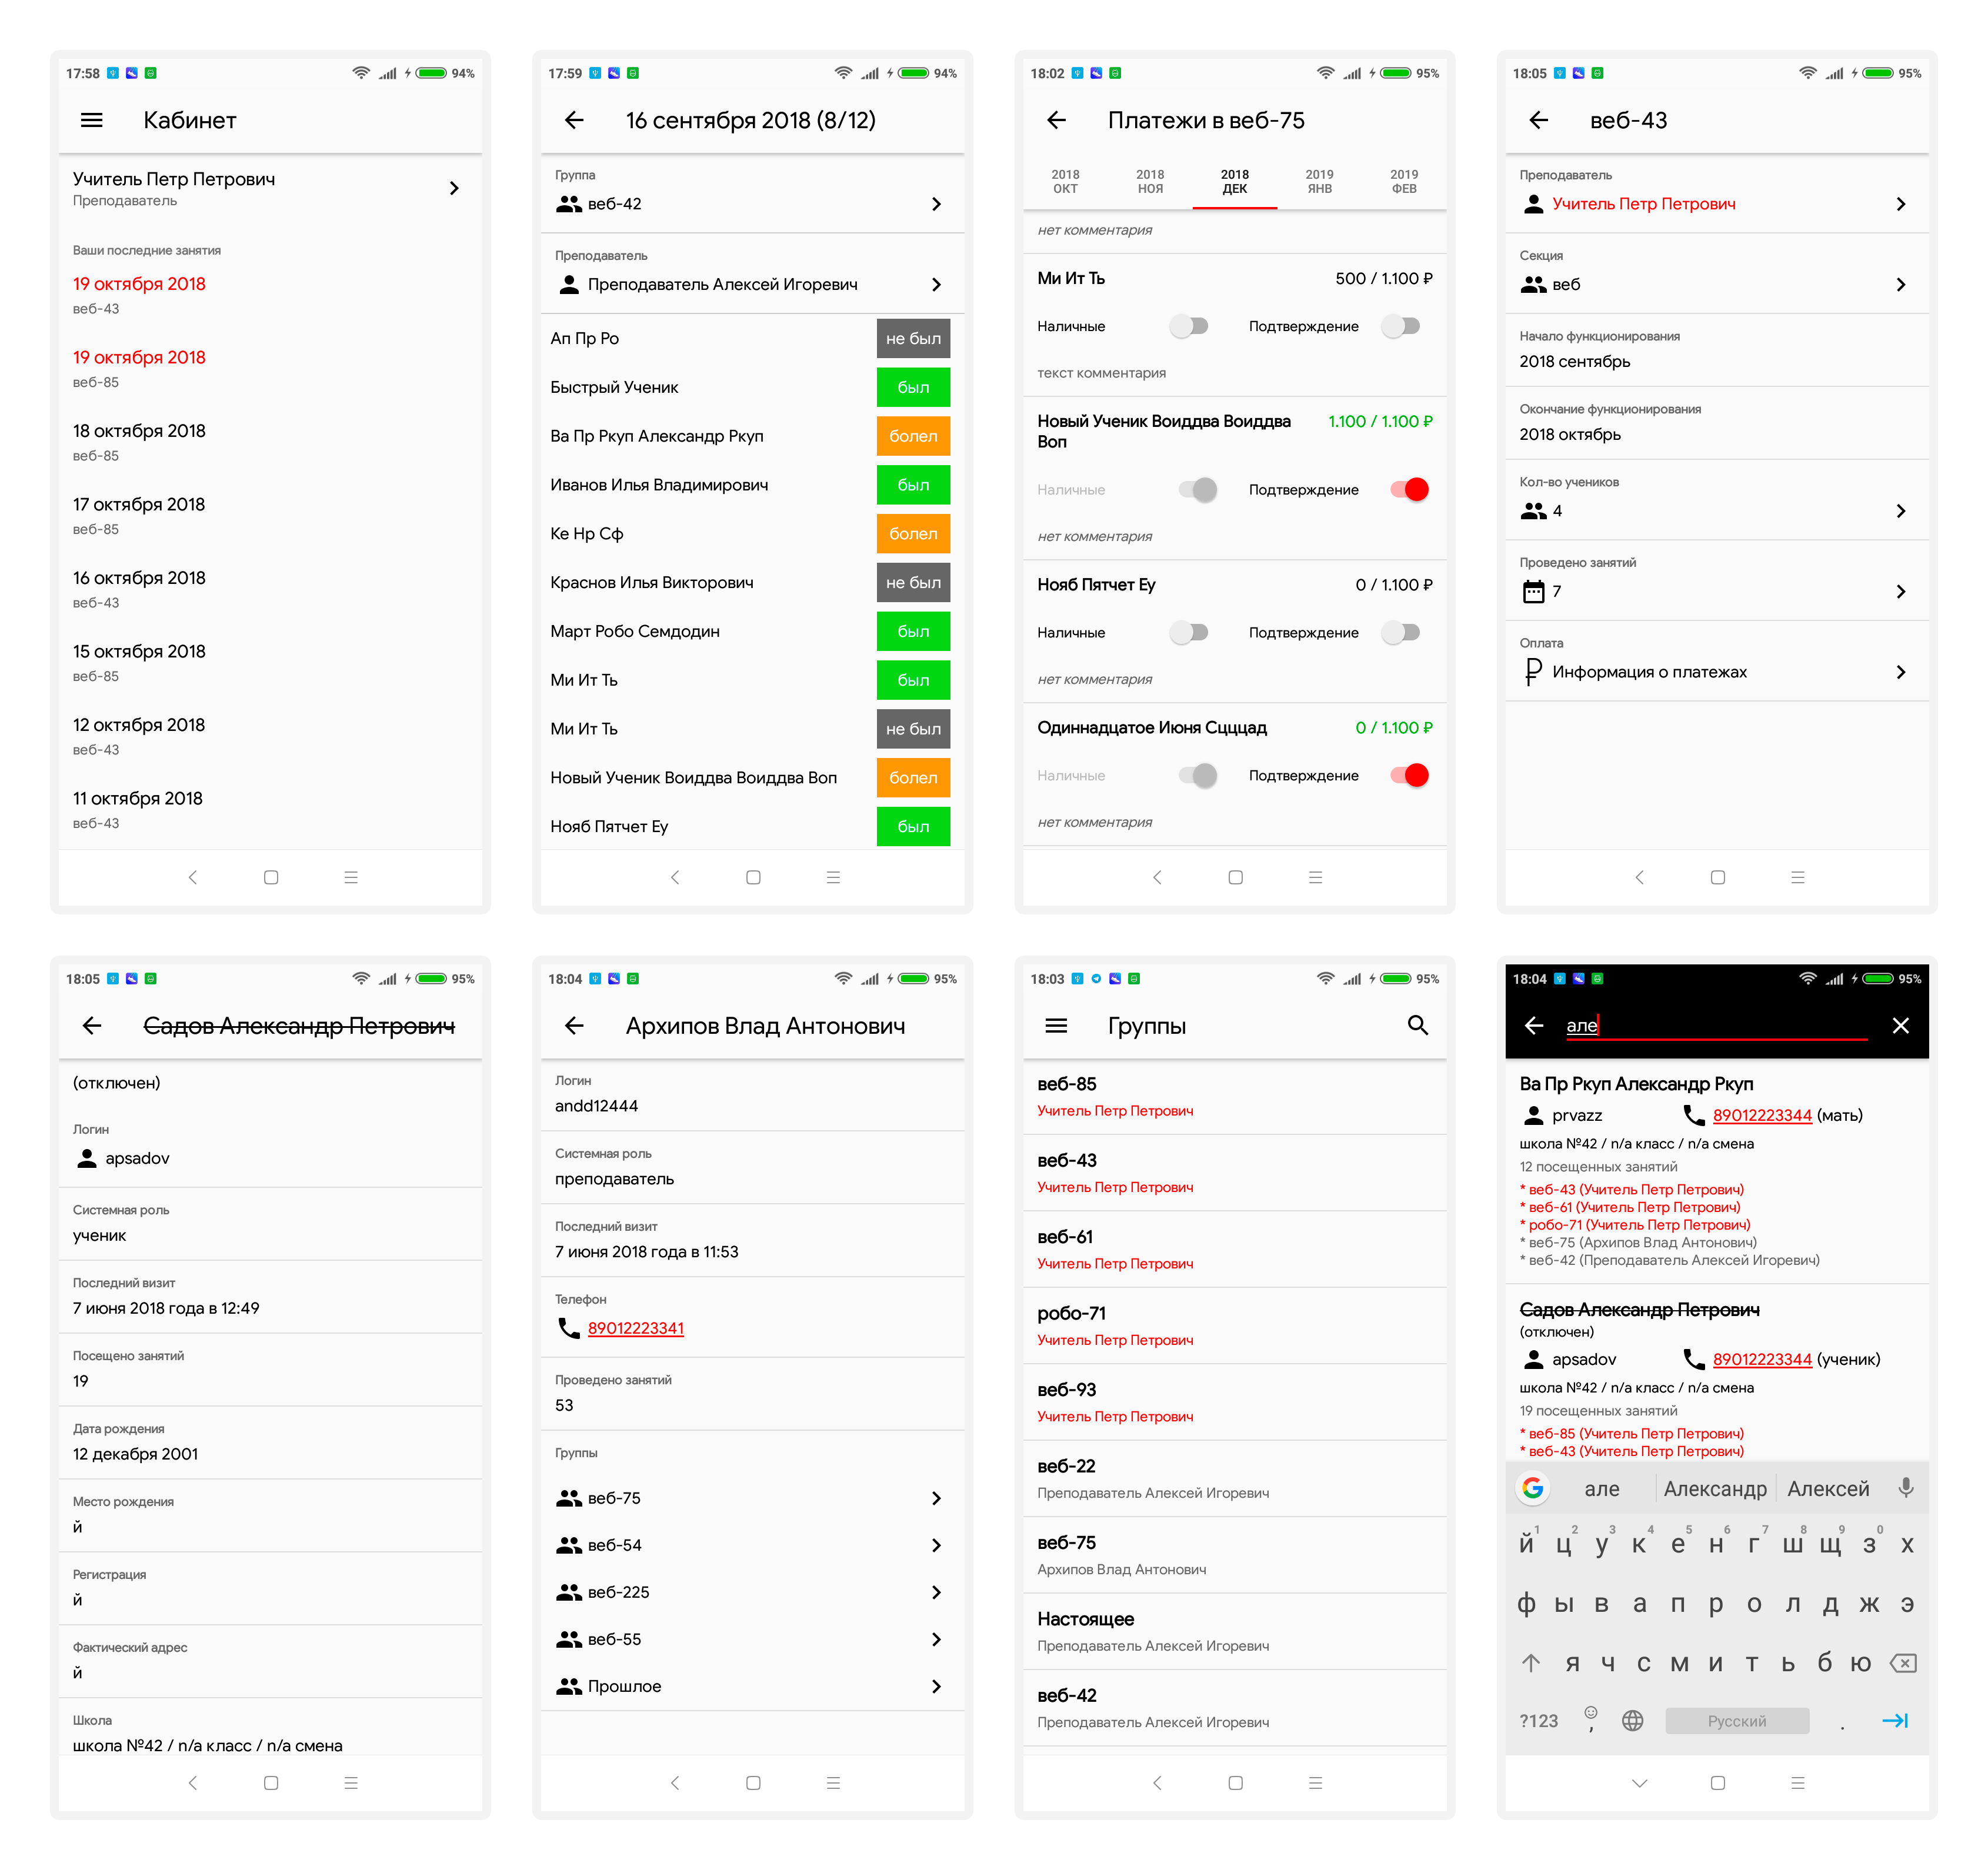 17:58 94%
Кабинет
Учитель Петр Петрович
Преподаватель
Ваши последние занятия
19 октября 2018
веб-43
19 октября 2018
веб-85
18 октября 2018
веб-85
17 октября 2018
веб-85
16 октября 2018
веб-43
15 октября 2018
веб-85
12 октября 2018
веб-43
11 октября 2018
веб-43
17:59 94%
16 сентября 2018 (8/12)
Группа
веб-42
Преподаватель
Преподаватель Алексей Игоревич
Ап Пр Ро не был
Быстрый Ученик был
Ва Пр Ркуп Александр Ркуп болел
Иванов Илья Владимирович был
Ке Нр Сф болел
Краснов Илья Викторович не был
Март Робо Семдодин был
Ми Ит Ть был
Ми Ит Ть не был
Новый Ученик Воиддва Воиддва Воп болел
Нояб Пятчет Еу был
18:02 95%
Платежи в веб-75
2018 2018 2018 2019 2019
ОКТ НОЯ ДЕК ЯНВ ФЕВ
нет комментария
Ми Ит Ть 500 / 1.100 ₽
Наличные Подтверждение
текст комментария
Новый Ученик Воиддва Воиддва 1.100 / 1.100 ₽
Воп
Наличные Подтверждение
нет комментария
Нояб Пятчет Еу 0 / 1.100 ₽
Наличные Подтверждение
нет комментария
Одиннадцатое Июня Сцццад 0 / 1.100 ₽
Наличные Подтверждение
нет комментария
18:05 95%
веб-43
Преподаватель
Учитель Петр Петрович
Секция
веб
Начало функционирования
2018 сентябрь
Окончание функционирования
2018 октябрь
Кол-во учеников
4
Проведено занятий
7
Оплата
Информация о платежах
18:05 95%
Садов Александр Петрович
(отключен)
Логин
apsadov
Системная роль
ученик
Последний визит
7 июня 2018 года в 12:49
Посещено занятий
19
Дата рождения
12 декабря 2001
Место рождения
й
Регистрация
й
Фактический адрес
й
Школа
школа №42 / n/a класс / n/a смена
18:04 95%
Архипов Влад Антонович
Логин
andd12444
Системная роль
преподаватель
Последний визит
7 июня 2018 года в 11:53
Телефон
89012223341
Проведено занятий
53
Группы
веб-75
веб-54
веб-225
веб-55
Прошлое
18:03 95%
Группы
веб-85
Учитель Петр Петрович
веб-43
Учитель Петр Петрович
веб-61
Учитель Петр Петрович
робо-71
Учитель Петр Петрович
веб-93
Учитель Петр Петрович
веб-22
Преподаватель Алексей Игоревич
веб-75
Архипов Влад Антонович
Настоящее
Преподаватель Алексей Игоревич
веб-42
Преподаватель Алексей Игоревич
18:04 95%
але
Ва Пр Ркуп Александр Ркуп
prvazz 89012223344 (мать)
школа №42 / n/a класс / n/a смена
12 посещенных занятий
* веб-43 (Учитель Петр Петрович)
* веб-61 (Учитель Петр Петрович)
* робо-71 (Учитель Петр Петрович)
* веб-75 (Архипов Влад Антонович)
* веб-42 (Преподаватель Алексей Игоревич)
Садов Александр Петрович
(отключен)
apsadov 89012223344 (ученик)
школа №42 / n/a класс / n/a смена
19 посещенных занятий
* веб-85 (Учитель Петр Петрович)
* веб-43 (Учитель Петр Петрович)
G але Александр Алексей
1 2 3 4 5 6 7 8 9 0
й ц у к е н г ш щ з х
ф ы в а п р о л д ж э
я ч с м и т ь б ю
?123 , Русский .